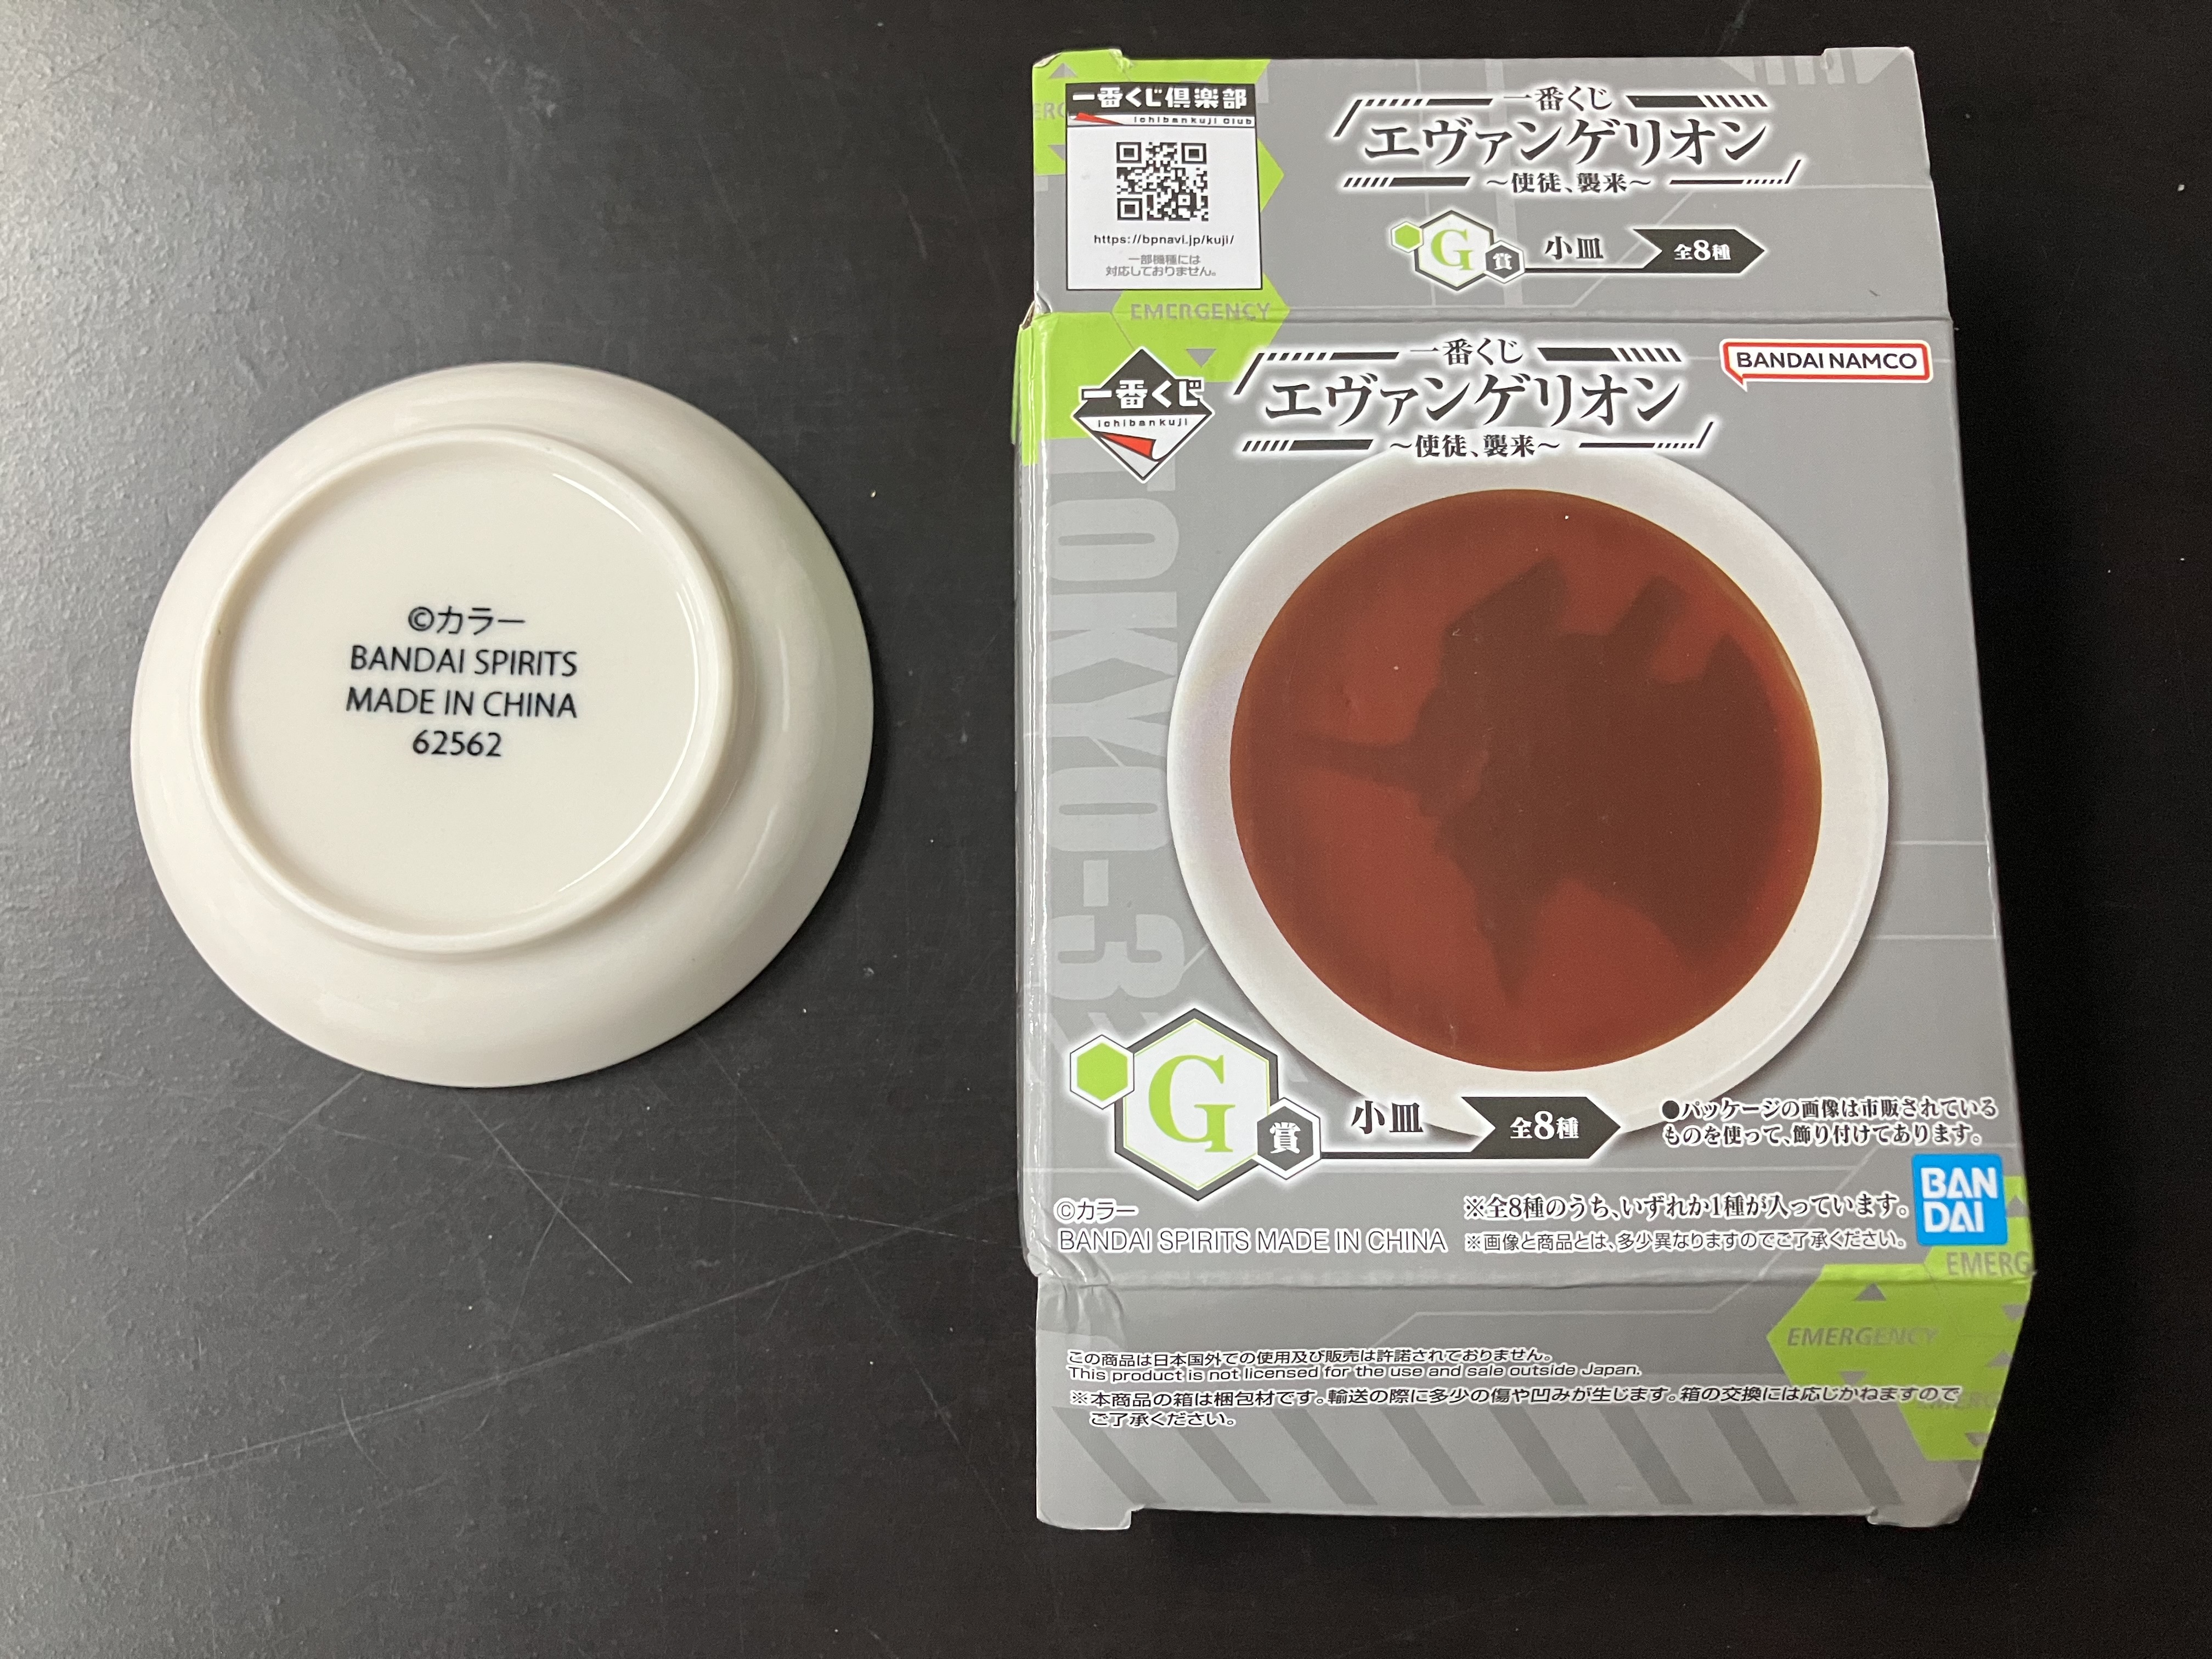 ©カラー
BANDAI SPIRITS
MADE IN CHINA
62562
一番くじ倶楽部
ichibankuji club
https://bpnavi.jp/kuji/
一部機種には
対応しておりません。
一番くじ
エヴァンゲリオン
~使徒、襲来~
G賞 小皿 全8種
EMERGENCY
一番くじ
ichibankuji
一番くじ
エヴァンゲリオン
~使徒、襲来~
BANDAI NAMCO
TOKYO-3
G賞 小皿 全8種
●パッケージの画像は市販されている
ものを使って、飾り付けてあります。
©カラー
BANDAI SPIRITS MADE IN CHINA
※全8種のうち、いずれか1種が入っています。
※画像と商品とは、多少異なりますのでご了承ください。
BAN
DAI
EMERG
EMERGENCY
この商品は日本国外での使用及び販売は許諾されておりません。
This product is not licensed for the use and sale outside Japan.
※本商品の箱は梱包材です。輸送の際に多少の傷や凹みが生じます。箱の交換には応じかねますので
ご了承ください。